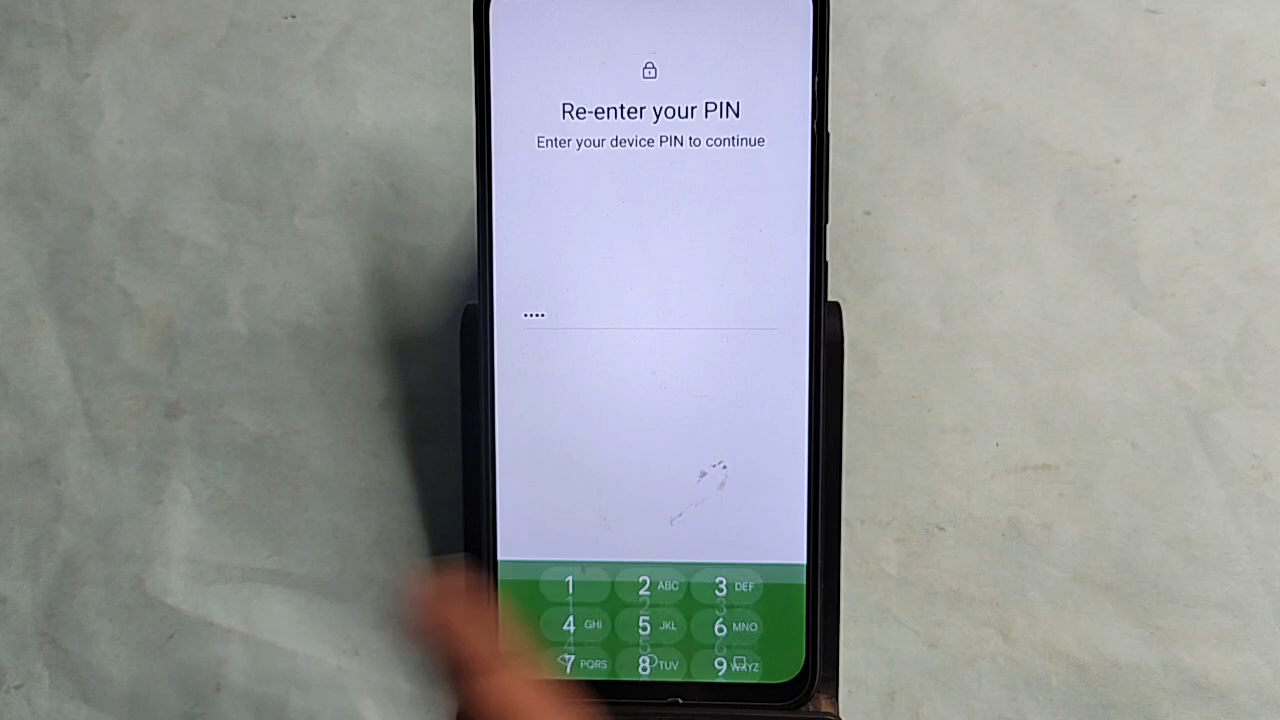 Re-enter your PIN
Enter your device PIN to continue
••••
1 2 ABC 3 DEF
4 GHI 5 JKL 6 MNO
7 PQRS 8 TUV 9 WXYZ